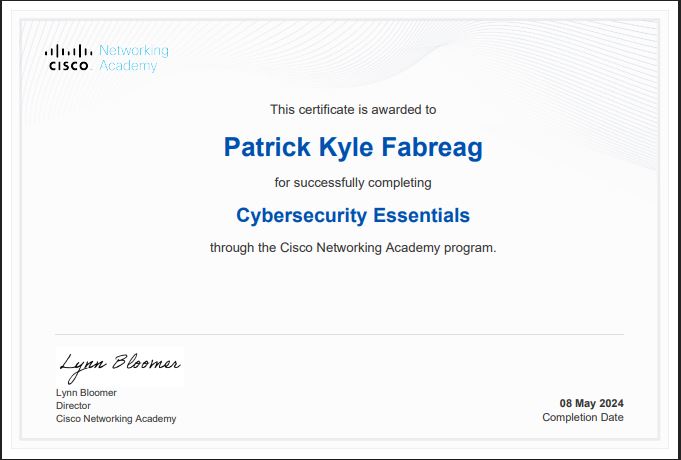 Networking
CISCO Academy
This certificate is awarded to
Patrick Kyle Fabreag
for successfully completing
Cybersecurity Essentials
through the Cisco Networking Academy program.
Lynn Bloomer
Lynn Bloomer
Director
Cisco Networking Academy
08 May 2024
Completion Date